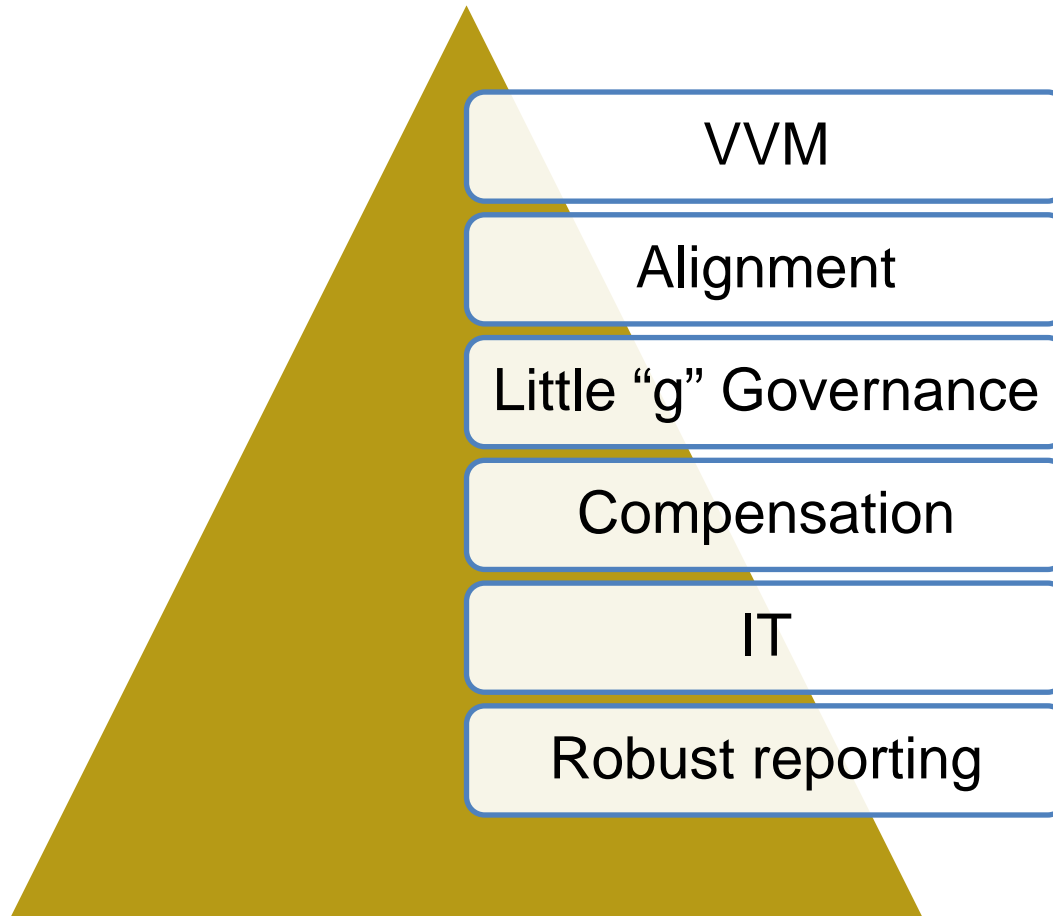 VVM
Alignment
Little “g” Governance
Compensation
IT
Robust reporting